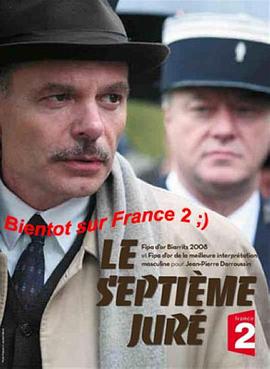 Bientot sur France 2 ;)
LE
Fipa d'or Biarritz 2008
et Fipa d'or de la meilleure interprétation
masculine pour Jean-Pierre Darroussin
SEPTIÈME
JURÉ
france
2